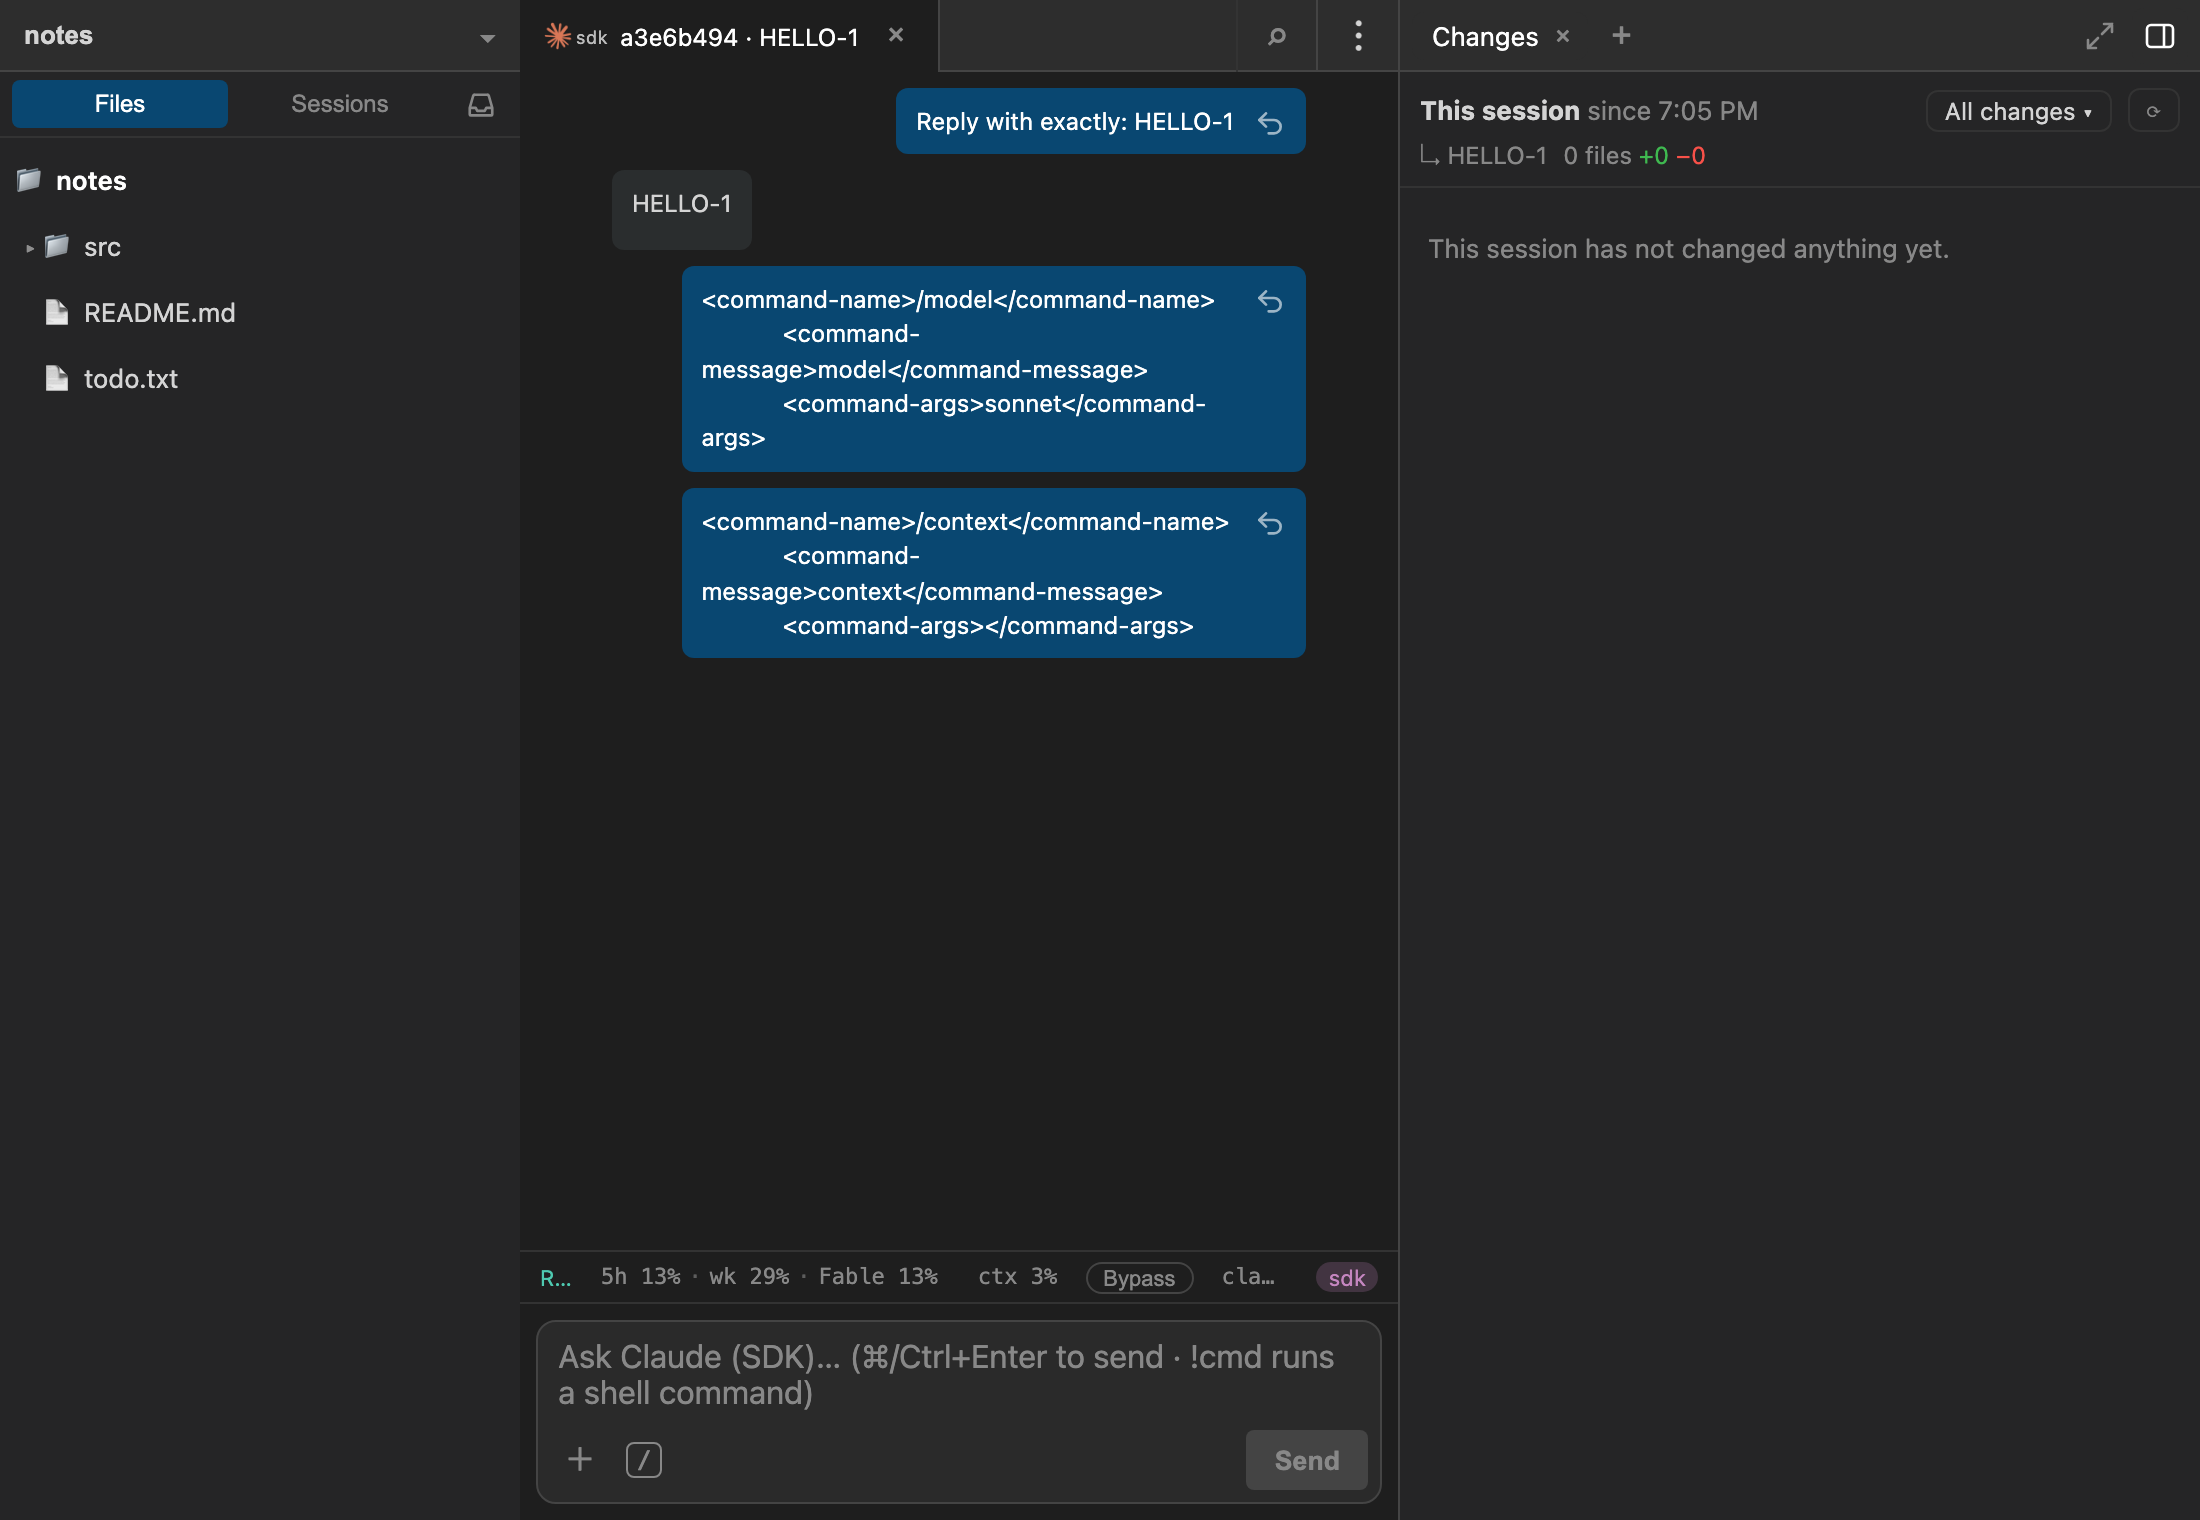 notes
Files
Sessions
notes
src
README.md
todo.txt
sdk a3e6b494 · HELLO-1 ×
Reply with exactly: HELLO-1
HELLO-1
<command-name>/model</command-name>
<command-
message>model</command-message>
<command-args>sonnet</command-
args>
<command-name>/context</command-name>
<command-
message>context</command-message>
<command-args></command-args>
R... 5h 13% · wk 29% · Fable 13% ctx 3% Bypass cla... sdk
Ask Claude (SDK)... (⌘/Ctrl+Enter to send · !cmd runs
a shell command)
+ / Send
Changes × +
This session since 7:05 PM
All changes ▾
HELLO-1 0 files +0 −0
This session has not changed anything yet.